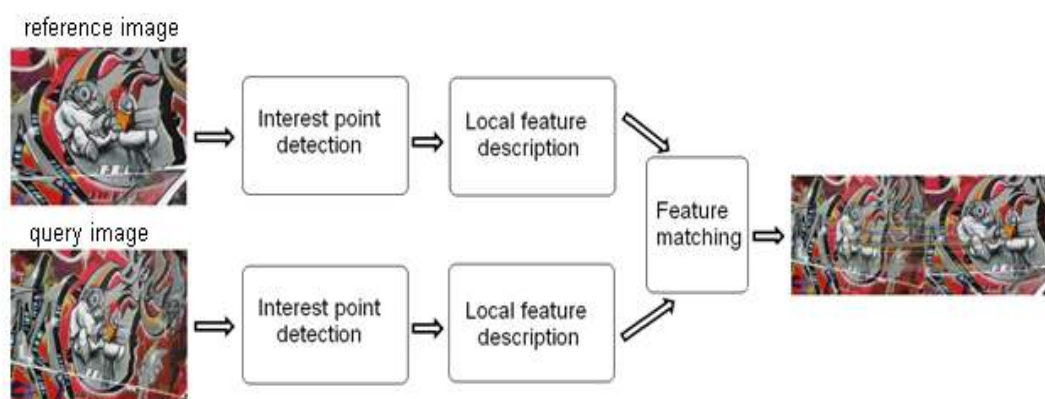 reference image
Interest point
detection
Local feature
description
query image
Interest point
detection
Local feature
description
Feature
matching